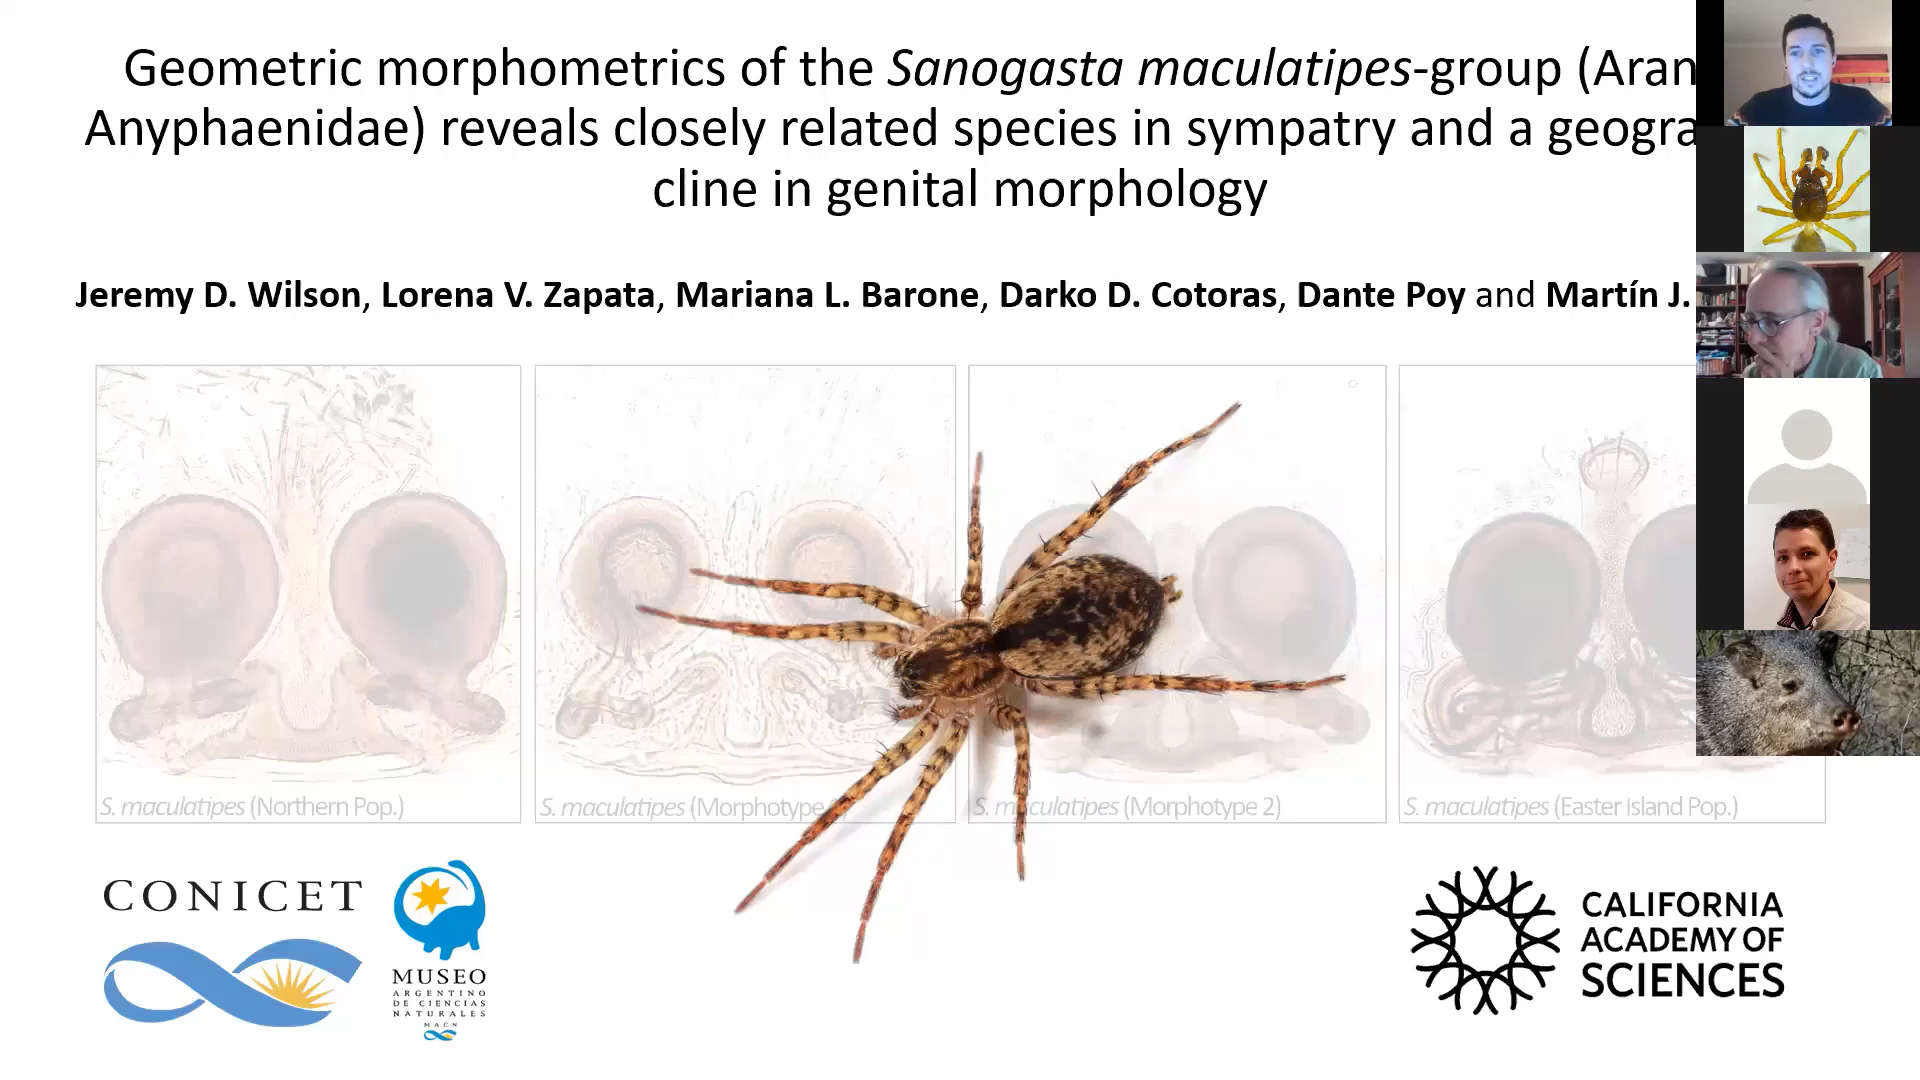 Geometric morphometrics of the Sanogasta maculatipes-group (Aran
Anyphaenidae) reveals closely related species in sympatry and a geogra
cline in genital morphology
Jeremy D. Wilson, Lorena V. Zapata, Mariana L. Barone, Darko D. Cotoras, Dante Poy and Martín J.
S. maculatipes (Northern Pop.)
S. maculatipes (Morphotype
S. maculatipes (Morphotype 2)
S. maculatipes (Easter Island Pop.)
CONICET
MUSEO
ARGENTINO
DE CIENCIAS
NATURALES
MACN
CALIFORNIA
ACADEMY OF
SCIENCES